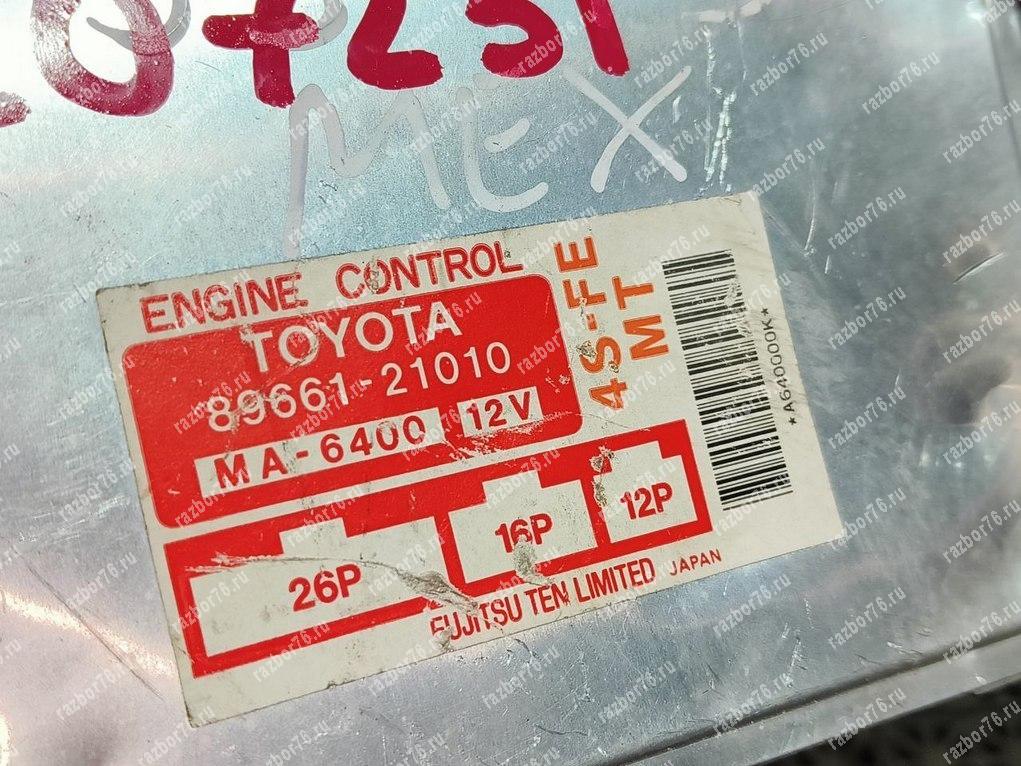 07251
MEX
ENGINE CONTROL
TOYOTA
89661-21010
MA-6400 12V
4S-FE
MT
*A640000K*
26P 16P 12P
FUJITSU TEN LIMITED JAPAN
razbor76.ru